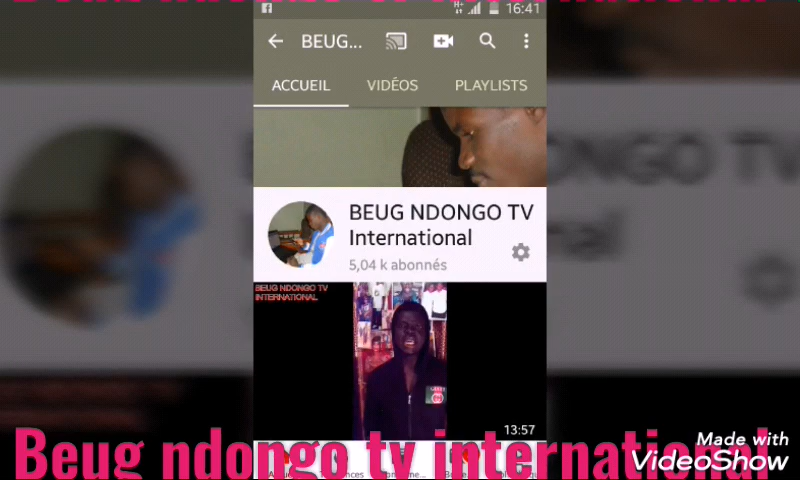 16:41
BEUG...
ACCUEIL VIDÉOS PLAYLISTS
BEUG NDONGO TV
International
5,04 k abonnés
BEUG NDONGO TV
INTERNATIONAL
13:57
Beug ndongo tv international
Made with
VideoShow